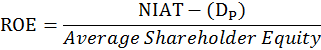 ROE = NIAT − (D_P) / Average Shareholder Equity